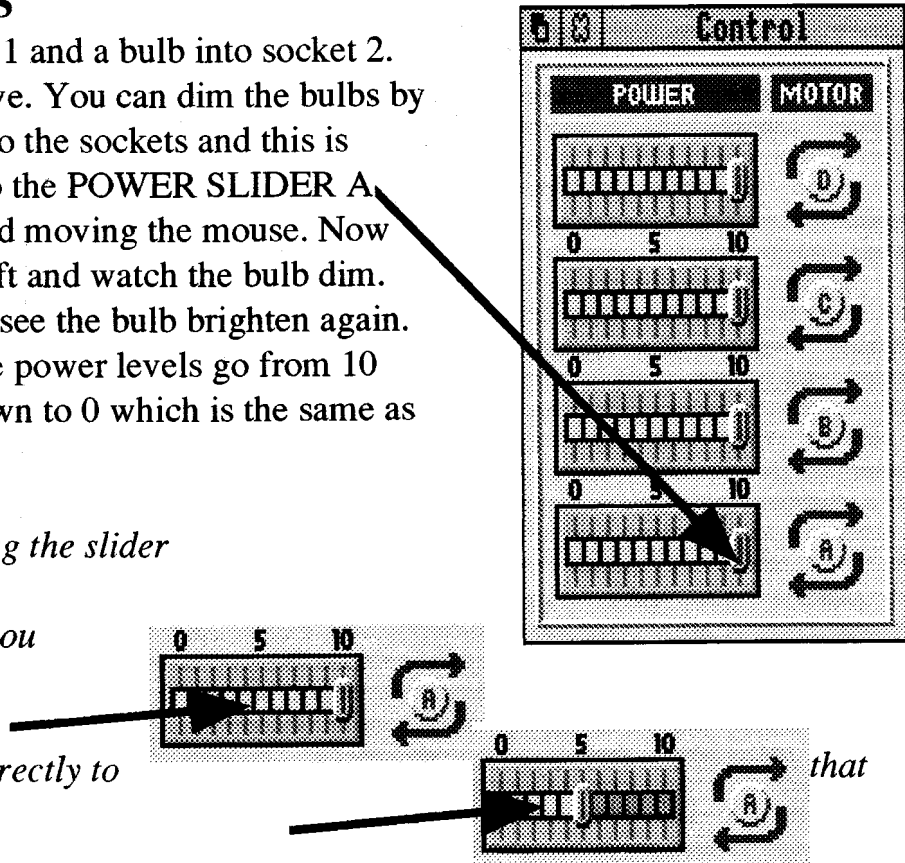 s
1 and a bulb into socket 2.
ve. You can dim the bulbs by
o the sockets and this is
o the POWER SLIDER A
d moving the mouse. Now
ft and watch the bulb dim.
see the bulb brighten again.
e power levels go from 10
wn to 0 which is the same as
g the slider
ou
rectly to
that
Control
POWER MOTOR
D
0 5 10
C
0 5 10
B
0 5 10
A
0 5 10
A
0 5 10
A